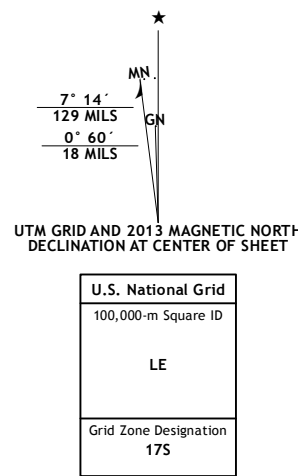 MN
7° 14´
129 MILS
GN
0° 60´
18 MILS
UTM GRID AND 2013 MAGNETIC NORTH
DECLINATION AT CENTER OF SHEET
U.S. National Grid
100,000-m Square ID
LE
Grid Zone Designation
17S